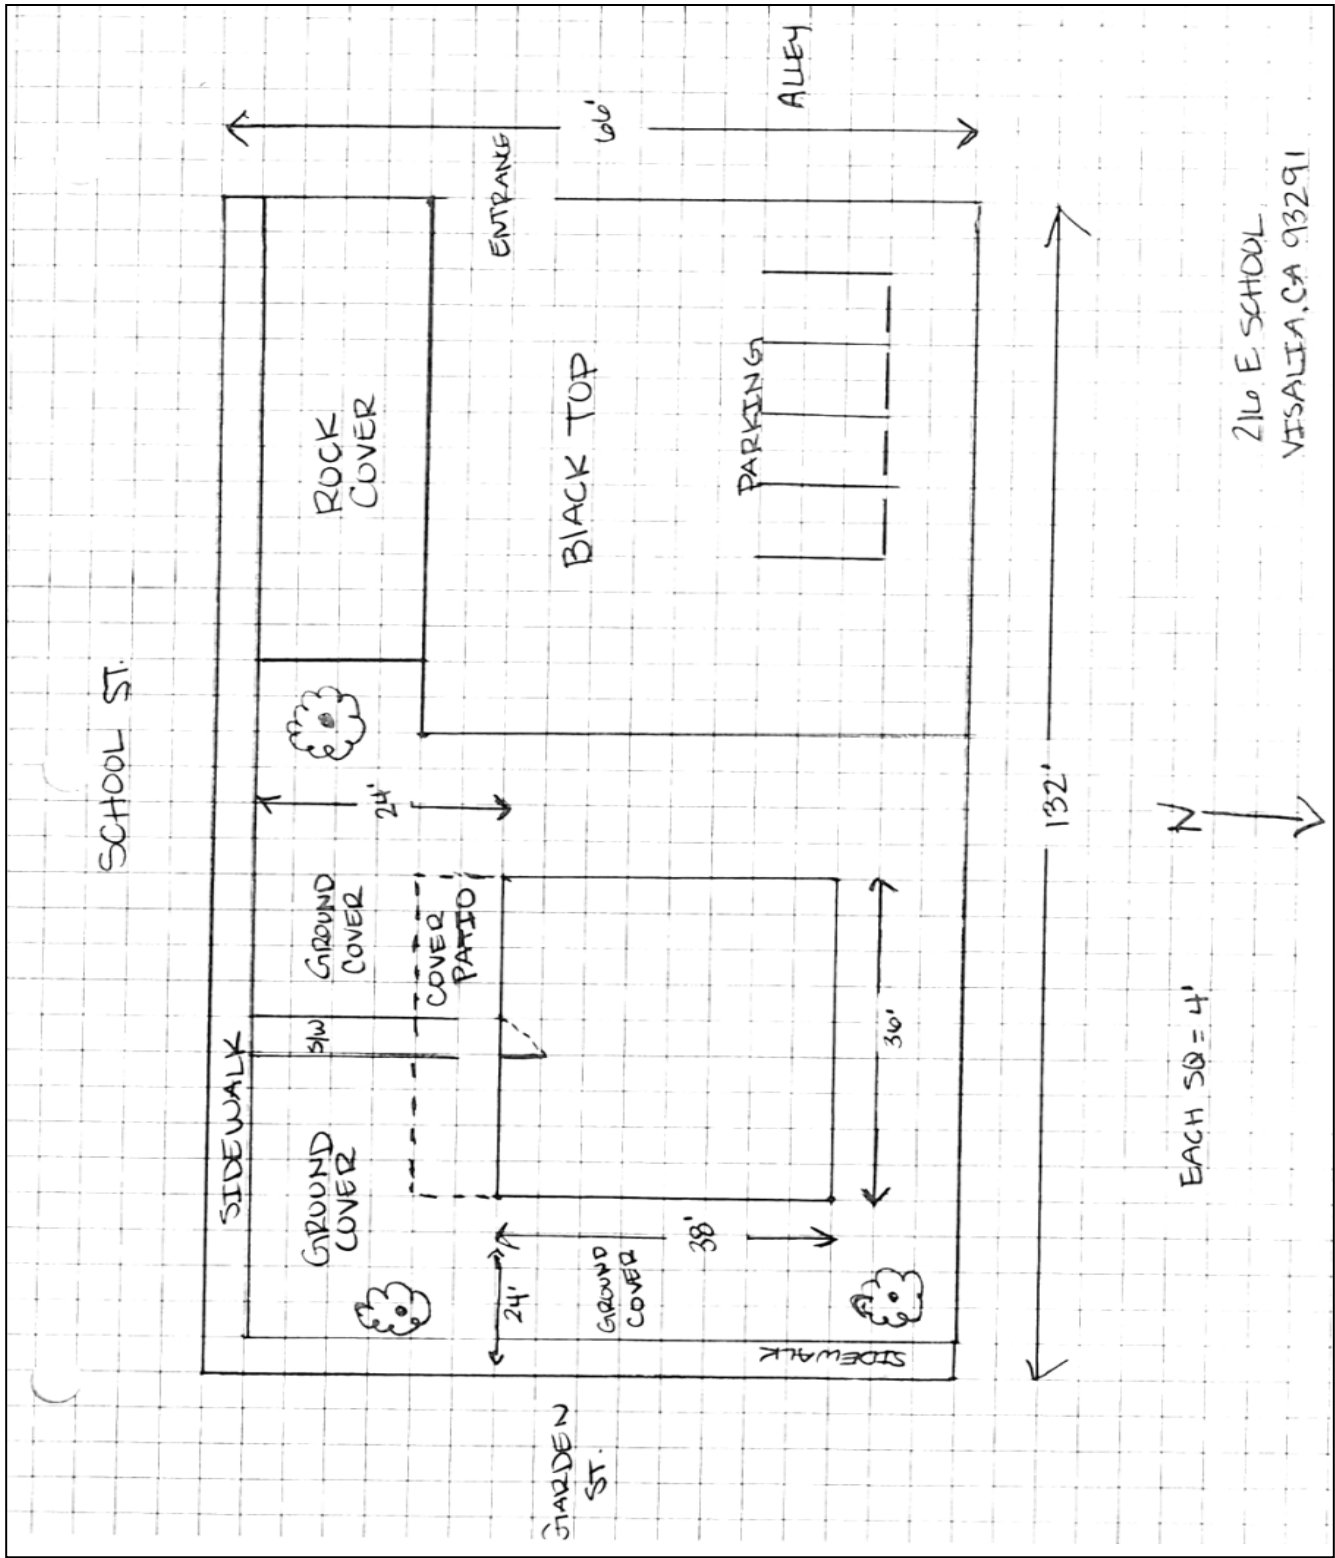 SCHOOL ST.
SIDEWALK
GROUND
COVER
S/W
GROUND
COVER
COVER
PATIO
24'
ROCK
COVER
ENTRANCE
66'
ALLEY
BLACK TOP
PARKING
24'
GROUND
COVER
38'
36'
SIDEWALK
GARDEN
ST.
132'
N
EACH SQ = 4'
216 E SCHOOL
VISALIA, CA 93291